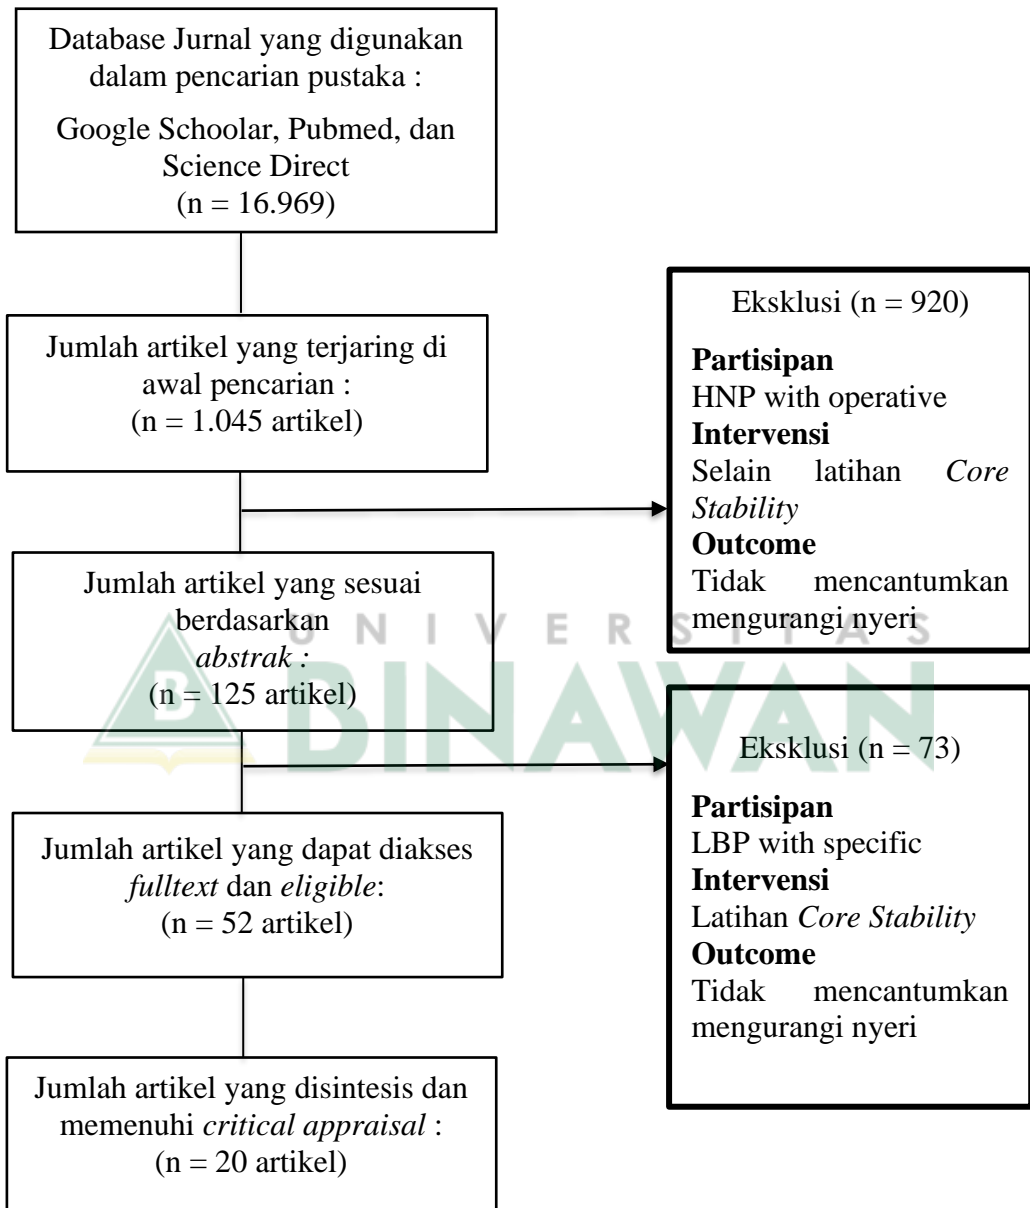 Database Jurnal yang digunakan
dalam pencarian pustaka :
Google Schoolar, Pubmed, dan
Science Direct
(n = 16.969)
Jumlah artikel yang terjaring di
awal pencarian :
(n = 1.045 artikel)
Eksklusi (n = 920)
Partisipan
HNP with operative
Intervensi
Selain latihan Core
Stability
Outcome
Tidak mencantumkan
mengurangi nyeri
Jumlah artikel yang sesuai
berdasarkan
abstrak :
(n = 125 artikel)
UNIVERSITAS
BINAWAN
B
Eksklusi (n = 73)
Partisipan
LBP with specific
Intervensi
Latihan Core Stability
Outcome
Tidak mencantumkan
mengurangi nyeri
Jumlah artikel yang dapat diakses
fulltext dan eligible:
(n = 52 artikel)
Jumlah artikel yang disintesis dan
memenuhi critical appraisal :
(n = 20 artikel)